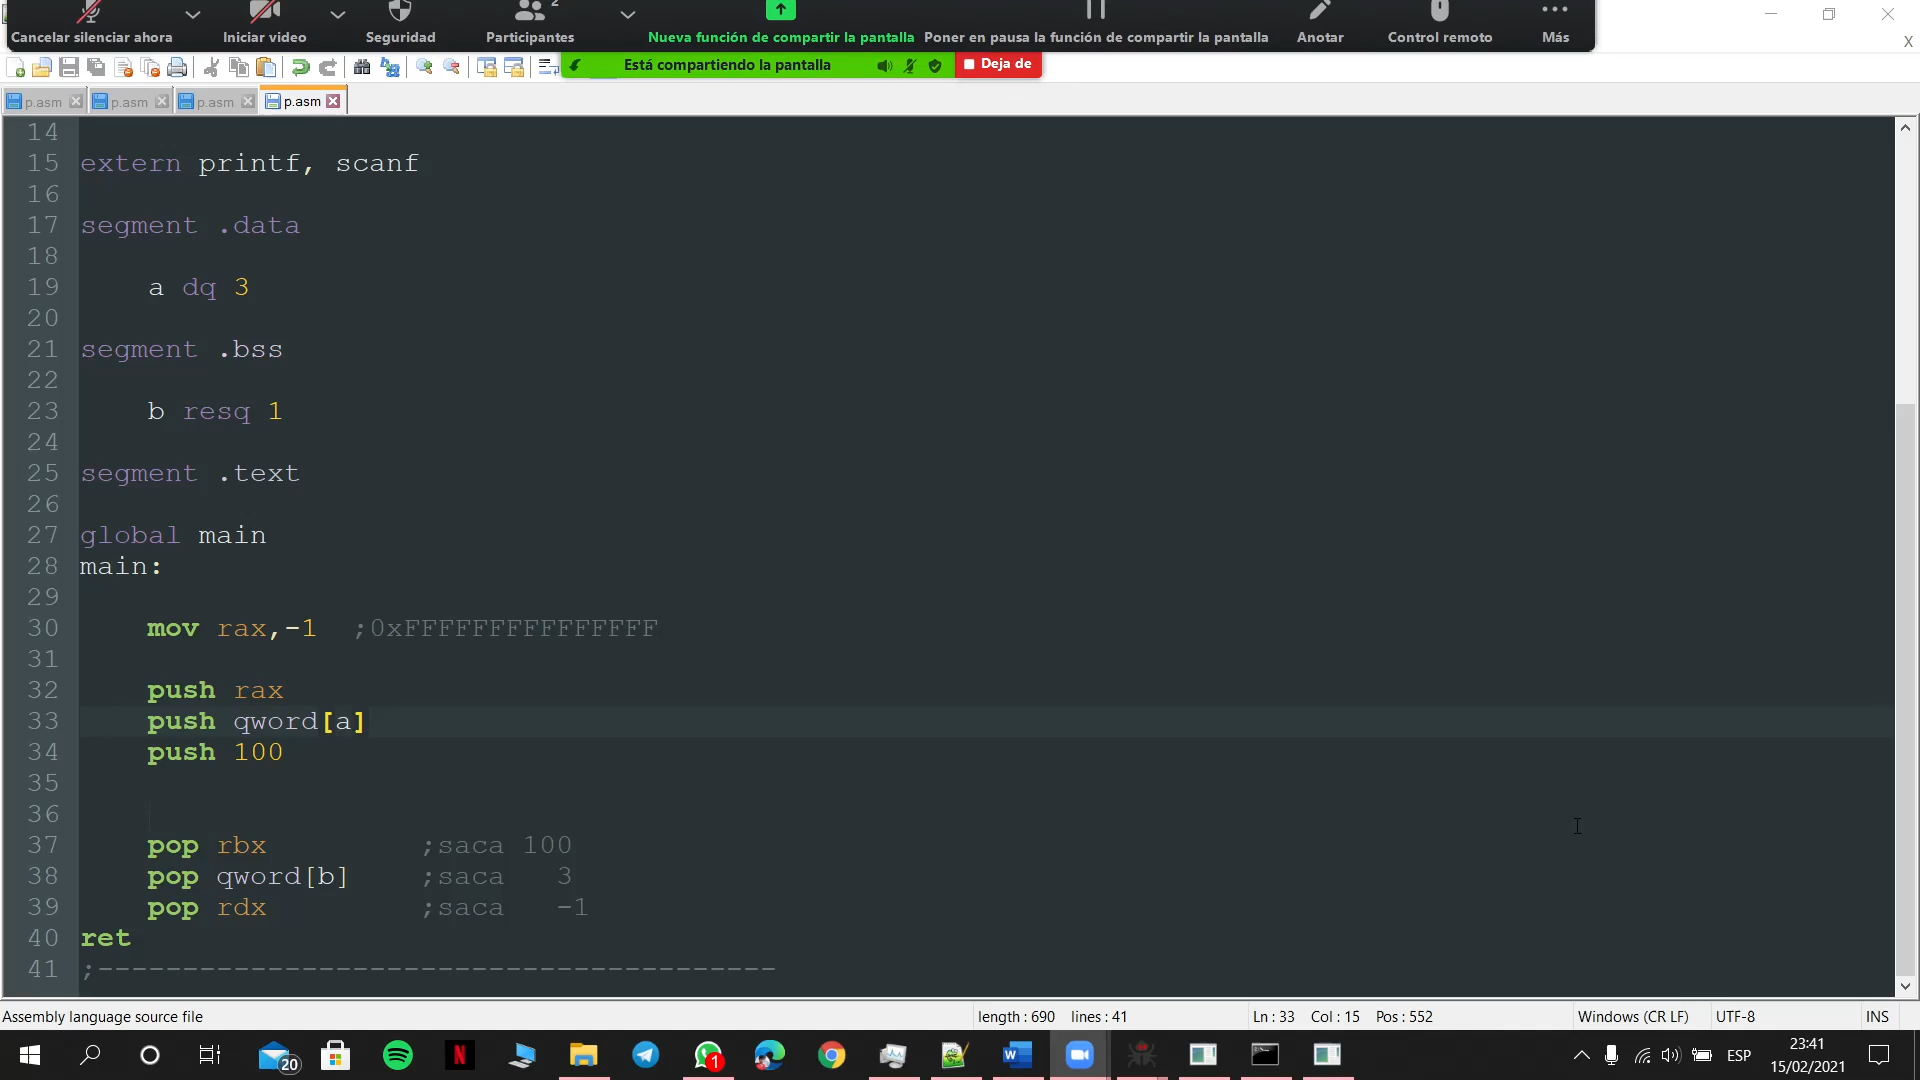 Cancelar silenciar ahora Iniciar video Seguridad Participantes 2 Nueva función de compartir la pantalla Poner en pausa la función de compartir la pantalla Anotar Control remoto Más
X
Está compartiendo la pantalla Deja de
p.asm p.asm p.asm p.asm
14
15 extern printf, scanf
16
17 segment .data
18
19 a dq 3
20
21 segment .bss
22
23 b resq 1
24
25 segment .text
26
27 global main
28 main:
29
30 mov rax,-1 ;0xFFFFFFFFFFFFFFF
31
32 push rax
33 push qword[a]
34 push 100
35
36
37 pop rbx ;saca 100
38 pop qword[b] ;saca 3
39 pop rdx ;saca -1
40 ret
41 ;----------------------------------------
Assembly language source file length : 690 lines : 41 Ln : 33 Col : 15 Pos : 552 Windows (CR LF) UTF-8 INS
20 N 1 W ESP 23:41
15/02/2021